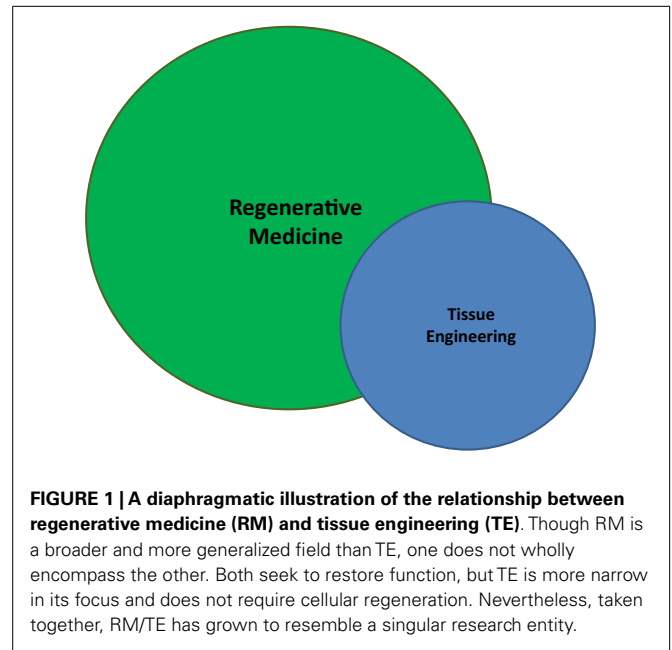 Regenerative
Medicine
Tissue
Engineering
FIGURE 1 | A diaphragmatic illustration of the relationship between
regenerative medicine (RM) and tissue engineering (TE). Though RM is
a broader and more generalized field than TE, one does not wholly
encompass the other. Both seek to restore function, but TE is more narrow
in its focus and does not require cellular regeneration. Nevertheless, taken
together, RM/TE has grown to resemble a singular research entity.